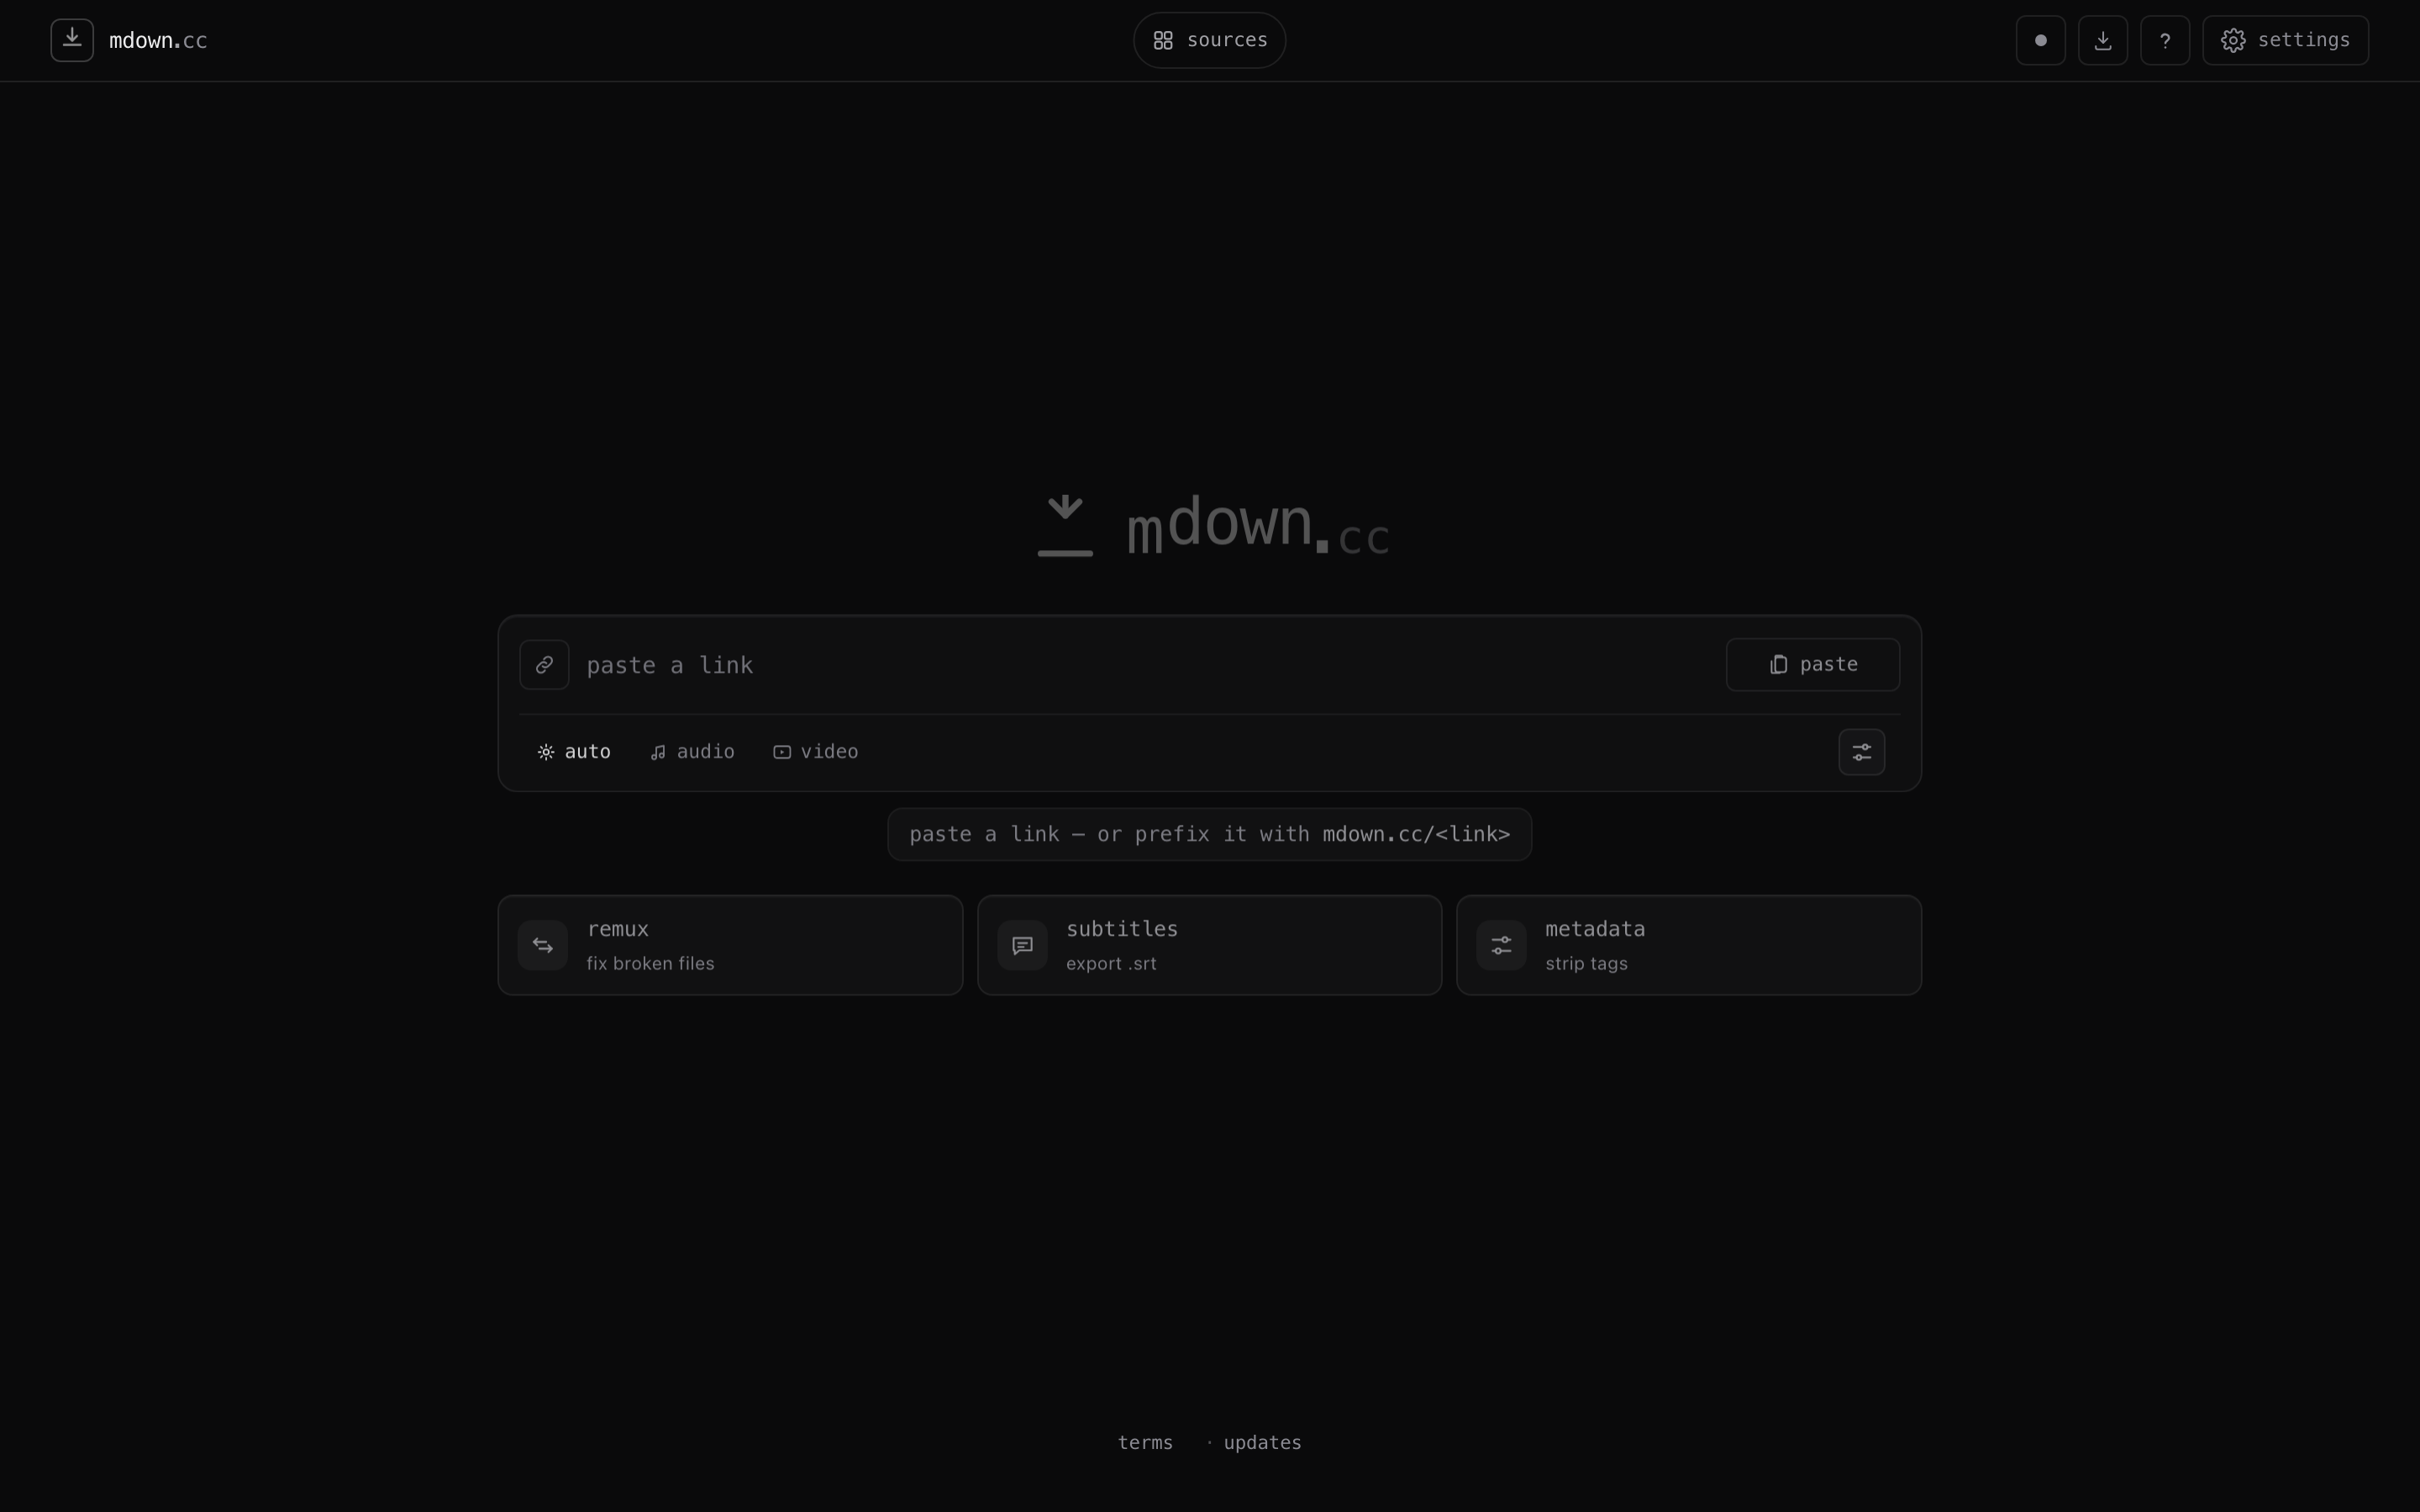 mdown.cc
sources
?
settings
mdown.cc
paste a link
paste
auto
audio
video
paste a link — or prefix it with mdown.cc/<link>
remux
fix broken files
subtitles
export .srt
metadata
strip tags
terms · updates